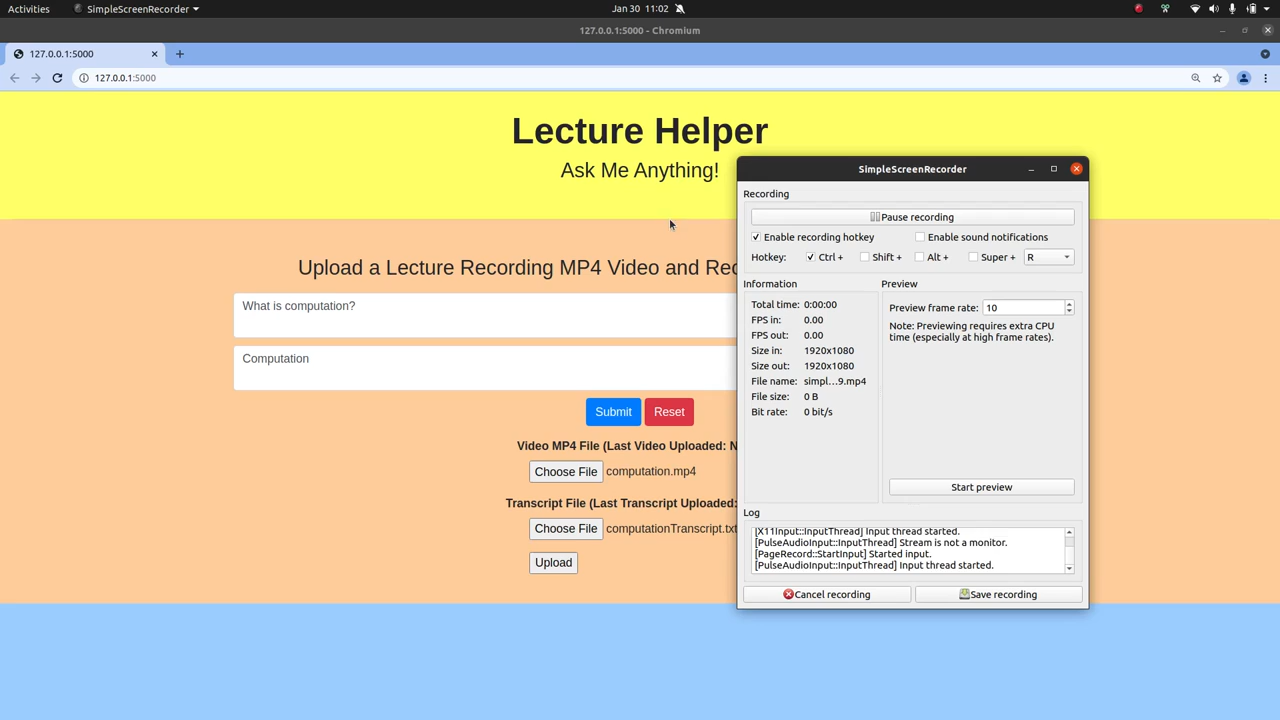 Activities
SimpleScreenRecorder
Jan 30 11:02
127.0.0.1:5000 - Chromium
127.0.0.1:5000
127.0.0.1:5000
Lecture Helper
Ask Me Anything!
Upload a Lecture Recording MP4 Video and
What is computation?
Computation
Submit
Reset
Video MP4 File (Last Video Uploaded:
Choose File computation.mp4
Transcript File (Last Transcript Uploaded:
Choose File computationTranscript.txt
Upload
SimpleScreenRecorder
Recording
Pause recording
Enable recording hotkey
Enable sound notifications
Hotkey: Ctrl + Shift + Alt + Super + R
Information
Total time: 0:00:00
FPS in: 0.00
FPS out: 0.00
Size in: 1920x1080
Size out: 1920x1080
File name: simpl...9.mp4
File size: 0 B
Bit rate: 0 bit/s
Preview
Preview frame rate: 10
Note: Previewing requires extra CPU
time (especially at high frame rates).
Start preview
Log
[X11Input::InputThread] Input thread started.
[PulseAudioInput::InputThread] Stream is not a monitor.
[PageRecord::StartInput] Started input.
[PulseAudioInput::InputThread] Input thread started.
Cancel recording
Save recording